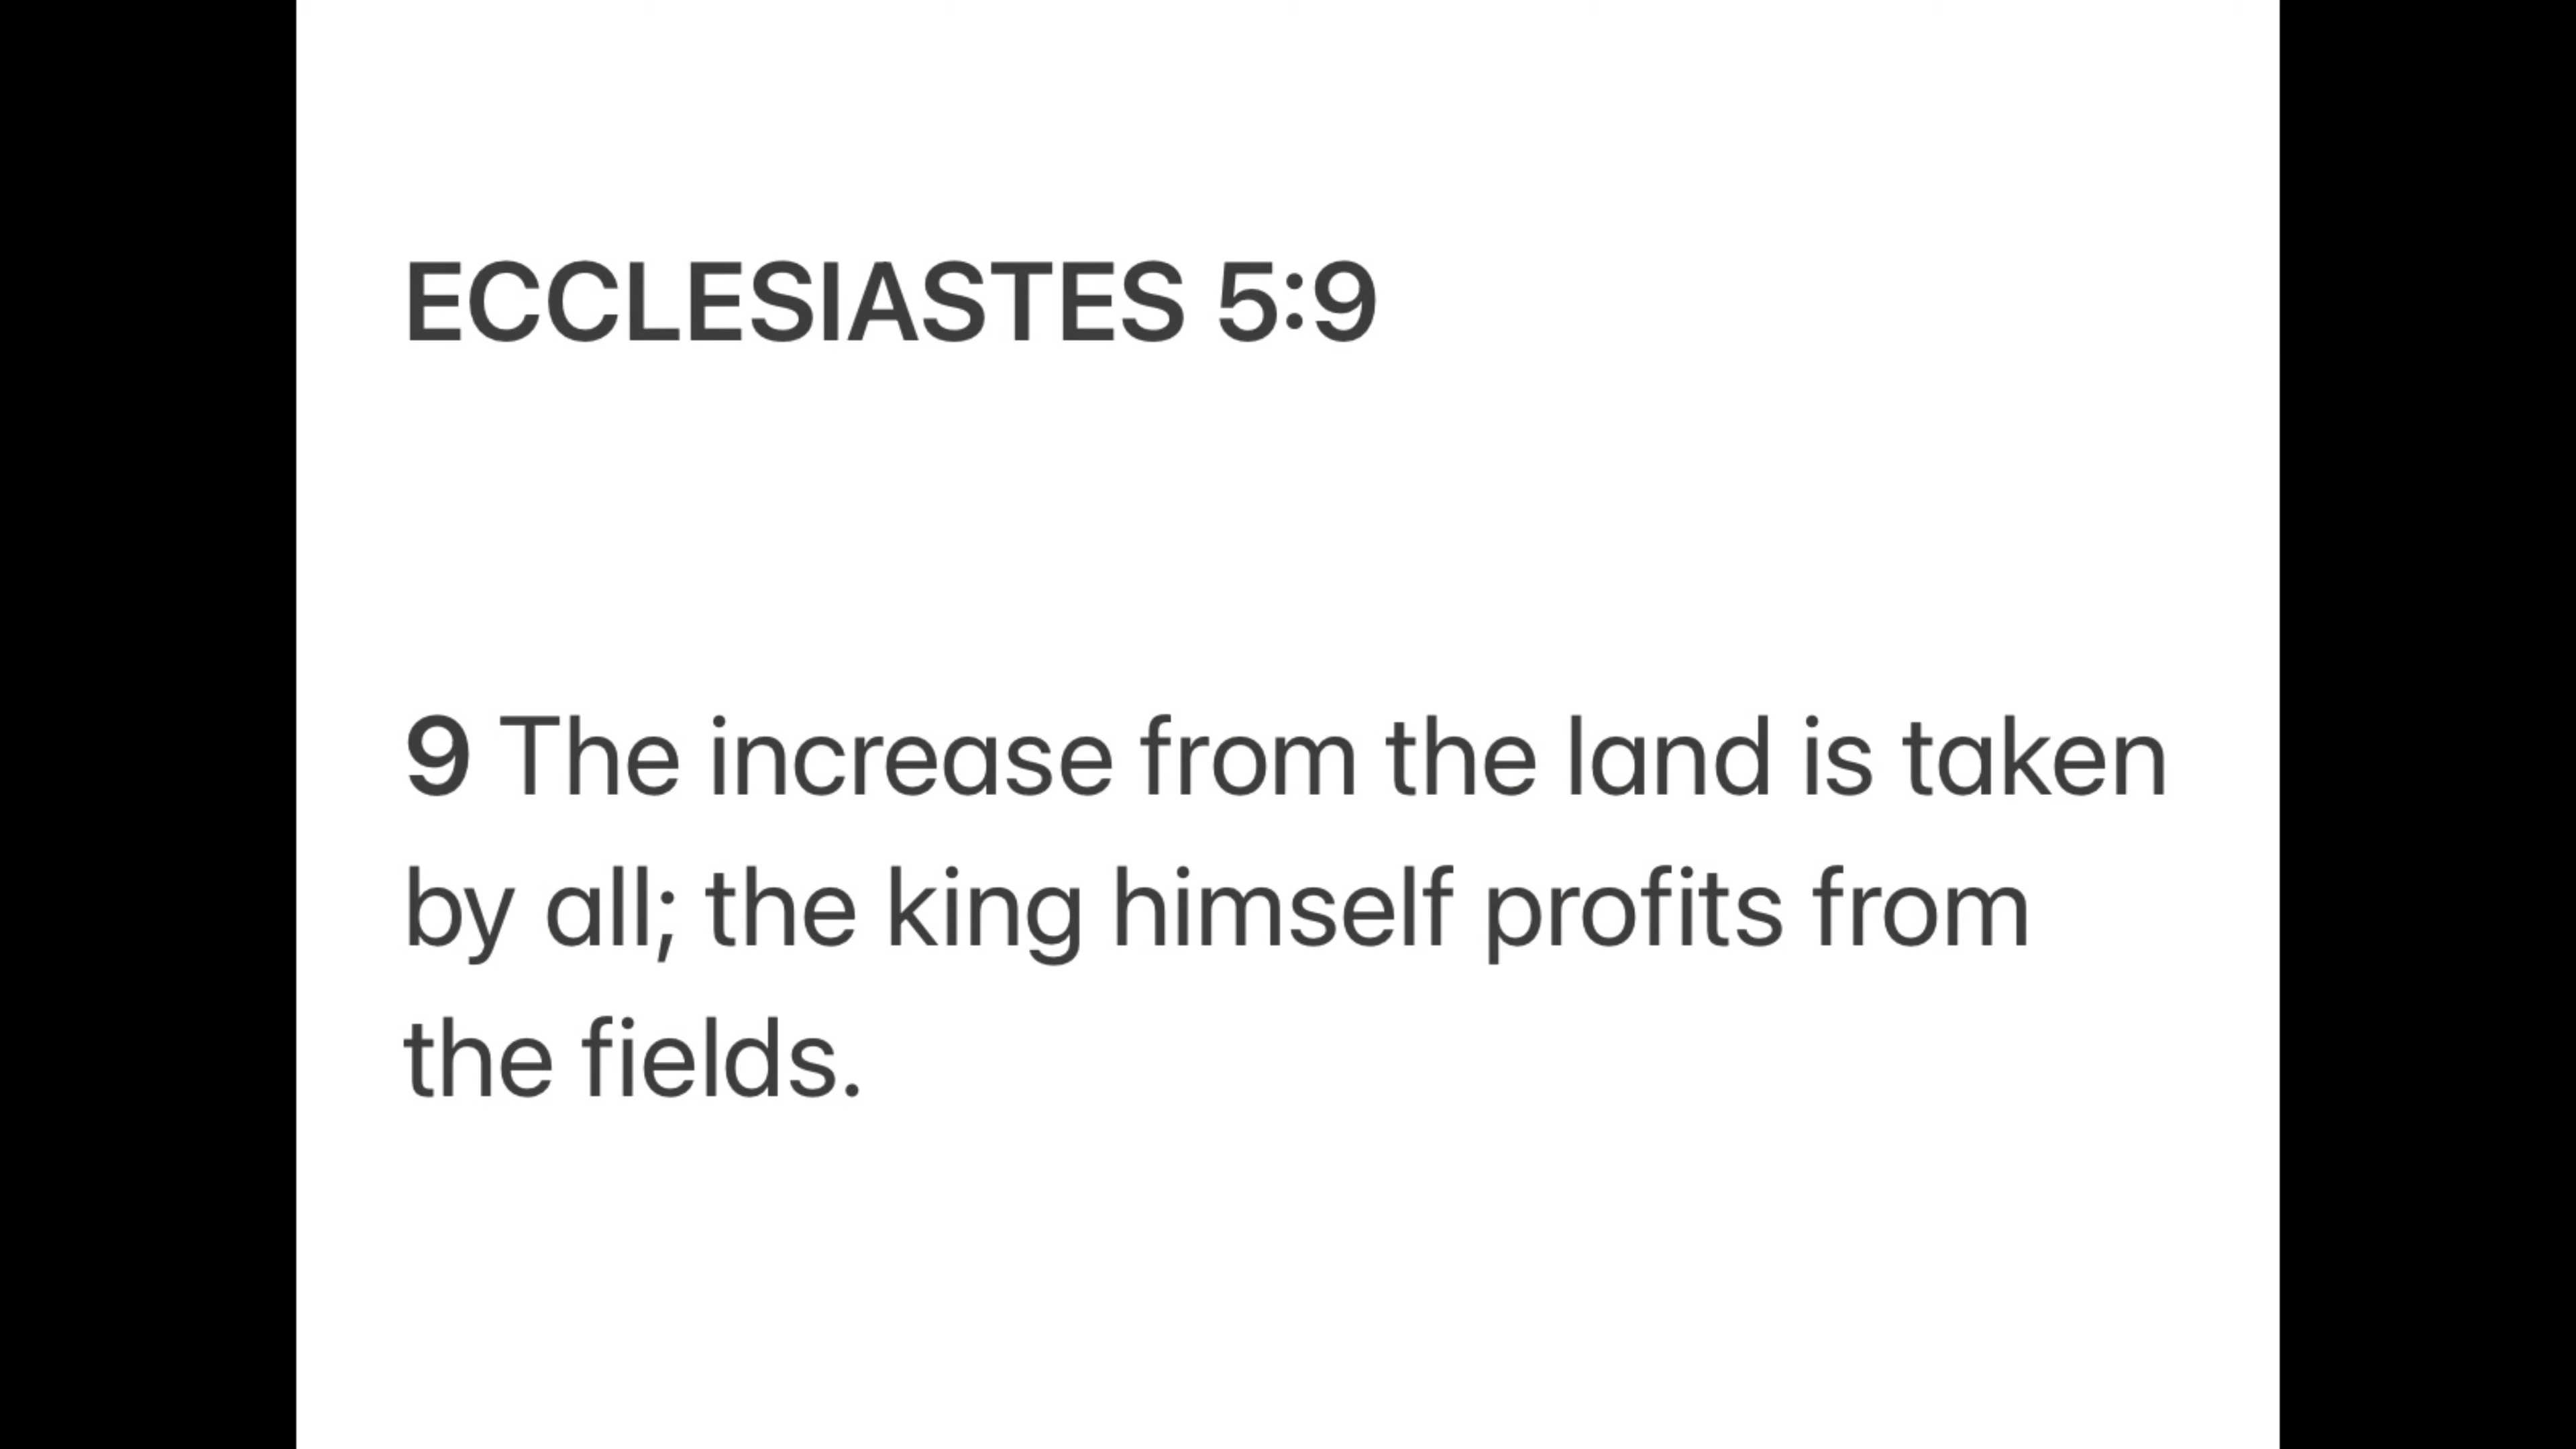 ECCLESIASTES 5:9
9 The increase from the land is taken
by all; the king himself profits from
the fields.